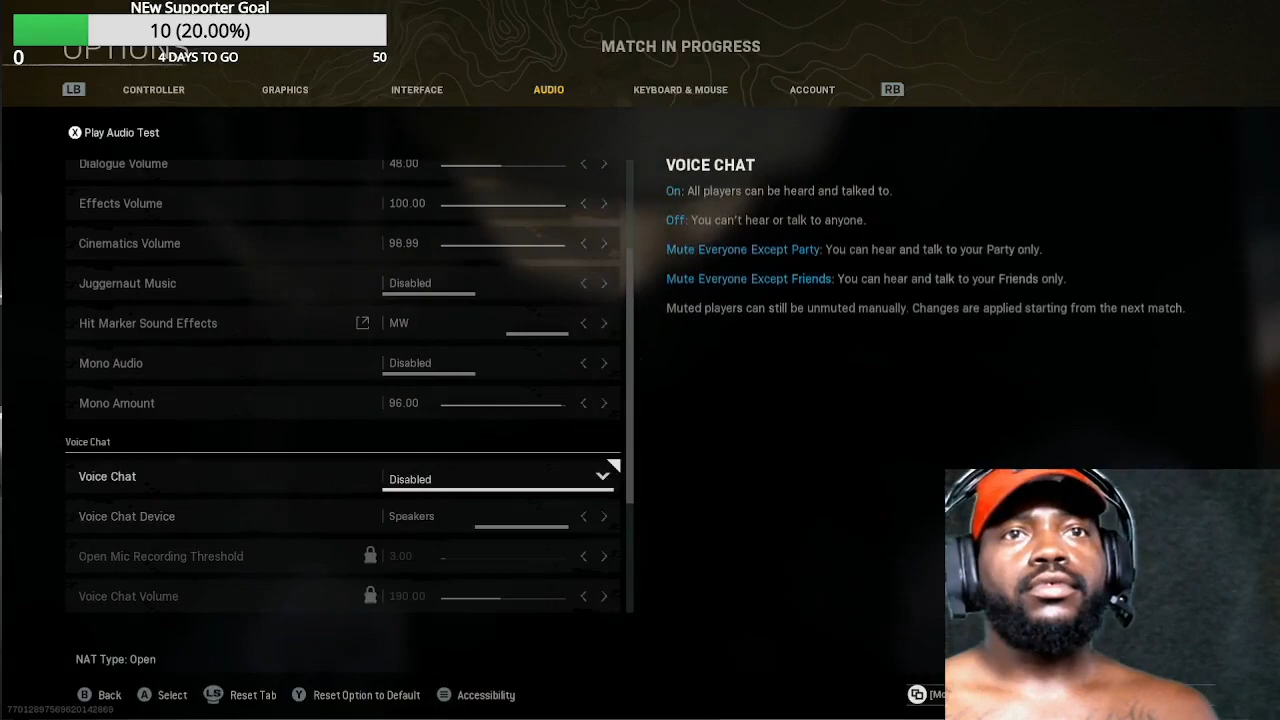 NEw Supporter Goal
10 (20.00%)
OPTIONS
0
4 DAYS TO GO
50
MATCH IN PROGRESS
LB
CONTROLLER
GRAPHICS
INTERFACE
AUDIO
KEYBOARD & MOUSE
ACCOUNT
RB
X Play Audio Test
Dialogue Volume 48.00
Effects Volume 100.00
Cinematics Volume 98.99
Juggernaut Music Disabled
Hit Marker Sound Effects MW
Mono Audio Disabled
Mono Amount 96.00
Voice Chat
Voice Chat Disabled
Voice Chat Device Speakers
Open Mic Recording Threshold 3.00
Voice Chat Volume 190.00
VOICE CHAT
On: All players can be heard and talked to.
Off: You can't hear or talk to anyone.
Mute Everyone Except Party: You can hear and talk to your Party only.
Mute Everyone Except Friends: You can hear and talk to your Friends only.
Muted players can still be unmuted manually. Changes are applied starting from the next match.
NAT Type: Open
B Back A Select LS Reset Tab Y Reset Option to Default Accessibility
77012897569620142869